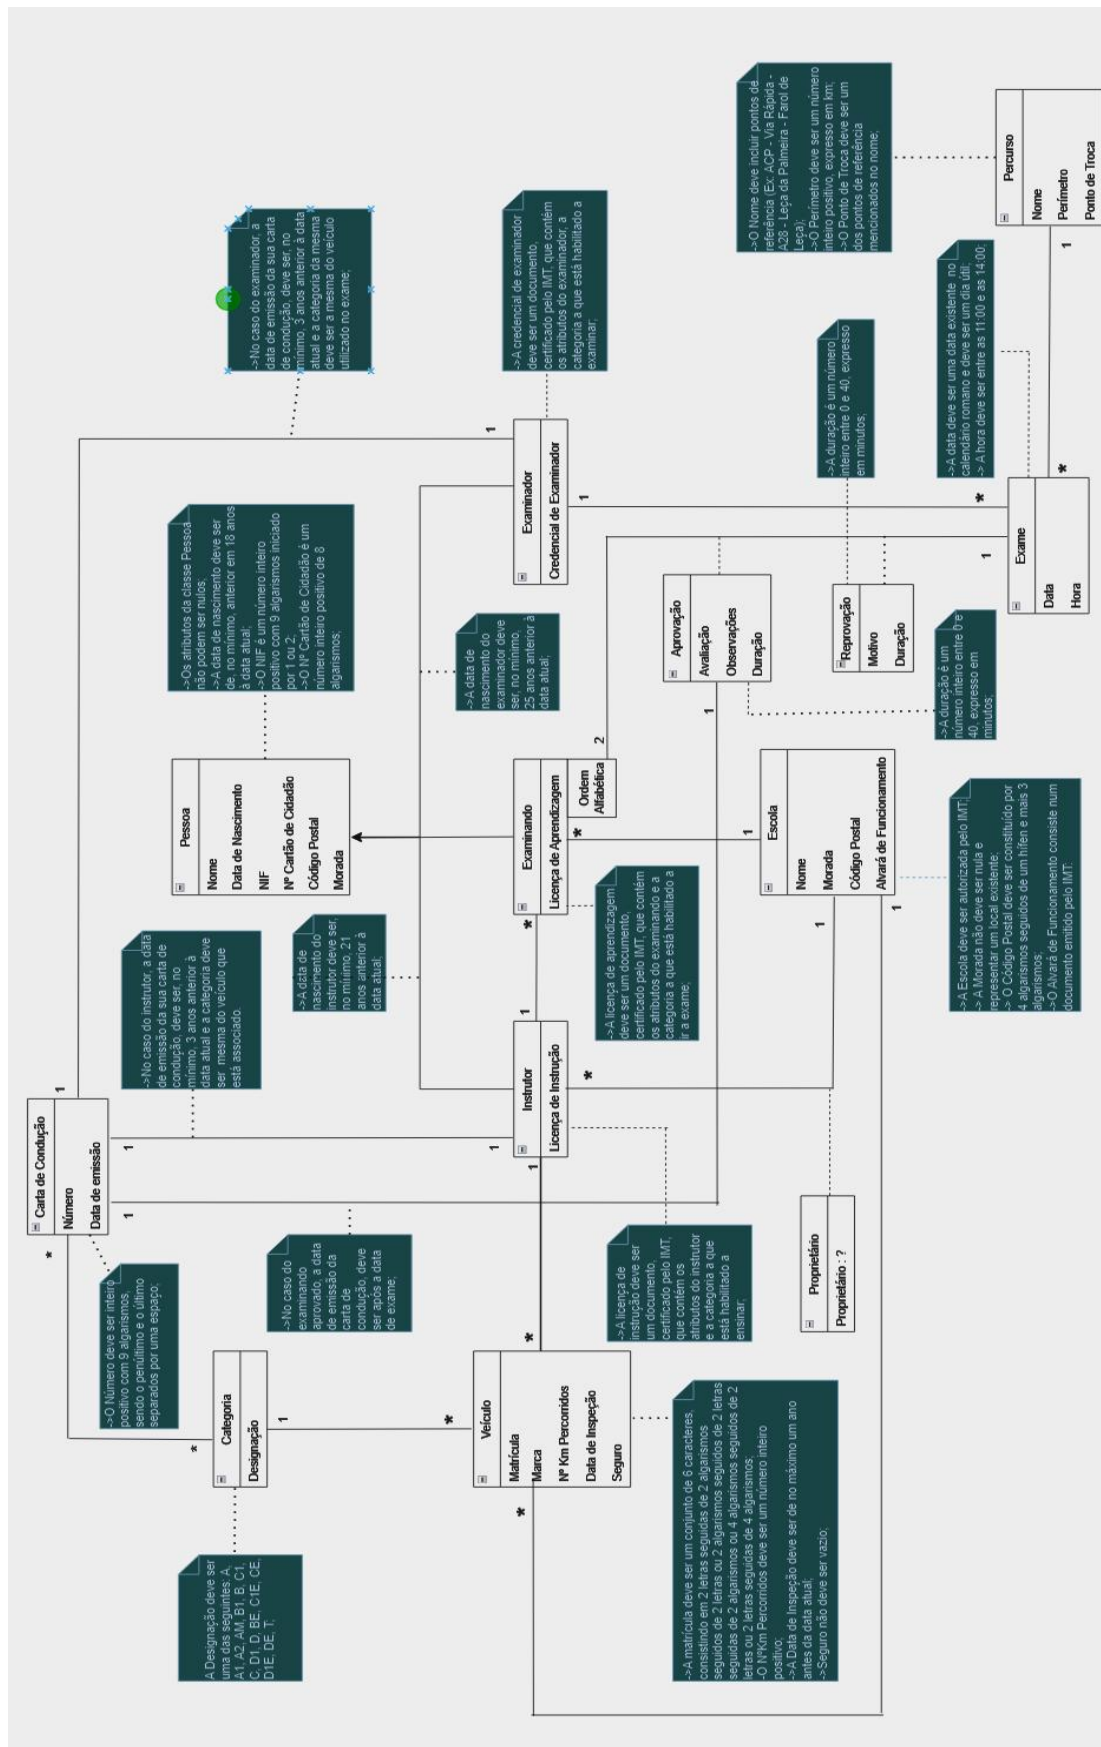 Carta de Condução
Número
Data de emissão
*
1
1
1
->O Número deve ser inteiro
positivo com 9 algarismos,
sendo o penúltimo e o último
separados por uma espaço;
->No caso do instrutor, a data
de emissão da sua carta de
condução, deve ser, no
mínimo, 3 anos anterior à
data atual e a categoria deve
ser mesma do veículo que
está associado.
->No caso do examinador, a
data de emissão da sua carta
de condução, deve ser, no
mínimo, 3 anos anterior à data
atual e a categoria da mesma
deve ser a mesma do veículo
utilizado no exame;
A Designação deve ser
uma das seguintes: A,
A1, A2, AM, B1, B, C1,
C, D1, D, BE, C1E, CE,
D1E, DE, T;
*
Categoria
Designação
1
->No caso do
examinando
aprovado, a data
de emissão da
carta de
condução, deve
ser após a data
de exame;
->A data de
nascimento do
instrutor deve ser,
no mínimo, 21
anos anterior à
data atual;
Pessoa
Nome
Data de Nascimento
NIF
Nº Cartão de Cidadão
Código Postal
Morada
->Os atributos da classe Pessoa
não podem ser nulos;
->A data de nascimento deve ser
de, no mínimo, anterior em 18 anos
à data atual;
->O NIF é um número inteiro
positivo com 9 algarismos iniciado
por 1 ou 2,
->O Nº Cartão de Cidadão é um
número inteiro positivo de 8
algarismos;
->A data de
nascimento do
examinador deve
ser, no mínimo,
25 anos anterior à
data atual;
->A credencial de examinador
deve ser um documento,
certificado pelo IMT, que contém
os atributos do examinador, a
categoria a que está habilitado a
examinar;
*
Veículo
Matrícula
Marca
Nº Km Percorridos
Data de Inspeção
Seguro
*
*
1
1
Instrutor
Licença de Instrução
1
*
*
Examinando
Licença de Aprendizagem
*
Ordem
Alfabética
2
1
Examinador
Credencial de Examinador
1
->A licença de
instrução deve ser
um documento,
certificado pelo IMT,
que contém os
atributos do instrutor
e a categoria a que
está habilitado a
ensinar;
->A licença de aprendizagem
deve ser um documento,
certificado pelo IMT, que contém
os atributos do examinando e a
categoria a que está habilitado a
ir a exame;
->A matrícula deve ser um conjunto de 6 caracteres,
consistindo em 2 letras seguidas de 2 algarismos
seguidos de 2 letras ou 2 algarismos seguidos de 2 letras
seguidas de 2 algarismos ou 4 algarismos seguidos de 2
letras ou 2 letras seguidas de 4 algarismos;
-O NºKm Percorridos deve ser um número inteiro
positivo;
->A Data de Inspeção deve ser de no máximo um ano
antes da data atual;
->Seguro não deve ser vazio;
Aprovação
Avaliação
Observações
Duração
1
Proprietário
Proprietário : ?
1
1
1
Escola
Nome
Morada
Código Postal
Alvará de Funcionamento
Reprovação
Motivo
Duração
->A duração é um número
inteiro entre 0 e 40, expresso
em minutos;
->O Nome deve incluir pontos de
referência (Ex: ACP - Via Rápida -
A28 - Leça da Palmeira - Farol de
Leça);
->O Perímetro deve ser um número
inteiro positivo, expresso em km;
->O Ponto de Troca deve ser um
dos pontos de referência
mencionados no nome;
->A duração é um
número inteiro entre 0 e
40, expresso em
minutos;
->A data deve ser uma data existente no
calendário romano e deve ser um dia útil;
-> A hora deve ser entre as 11:00 e as 14:00;
-> A Escola deve ser autorizada pelo IMT;
-> A Morada não deve ser nula e
representar um local existente;
-> O Código Postal deve ser constituído por
4 algarismos seguidos de um hífen e mais 3
algarismos;
->O Alvará de Funcionamento consiste num
documento emitido pelo IMT:
1
*
Exame
Data
Hora
*
1
Percurso
Nome
Perímetro
Ponto de Troca